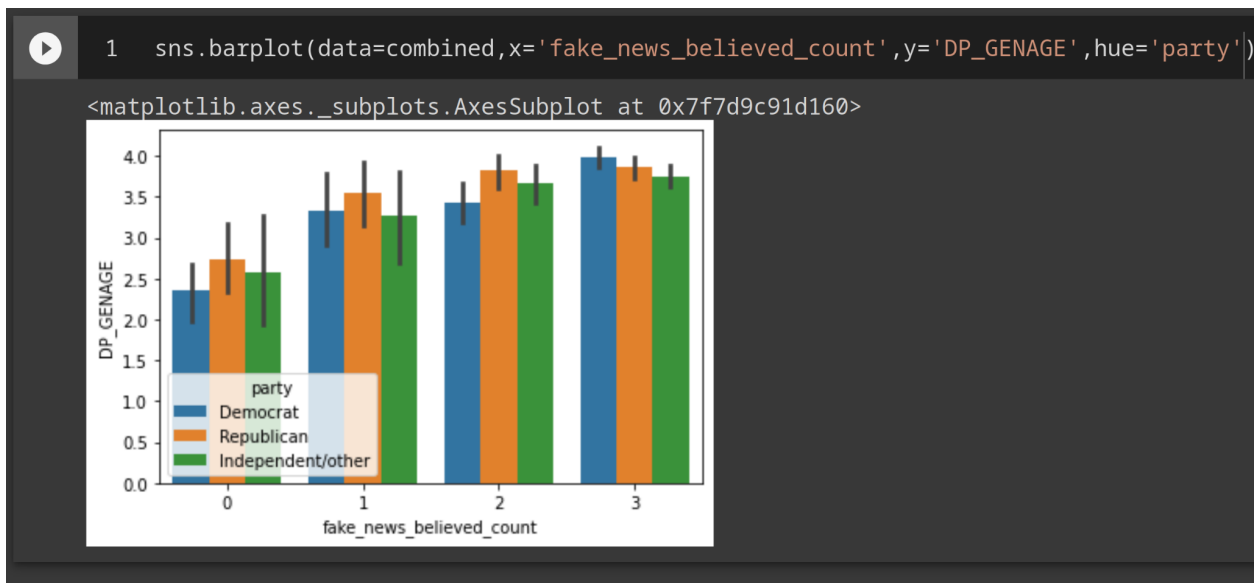 1 sns.barplot(data=combined,x='fake_news_believed_count',y='DP_GENAGE',hue='party')
<matplotlib.axes._subplots.AxesSubplot at 0x7f7d9c91d160>
4.0
3.5
3.0
2.5
2.0
1.5
1.0
0.5
0.0
DP_GENAGE
party
Democrat
Republican
Independent/other
0 1 2 3
fake_news_believed_count